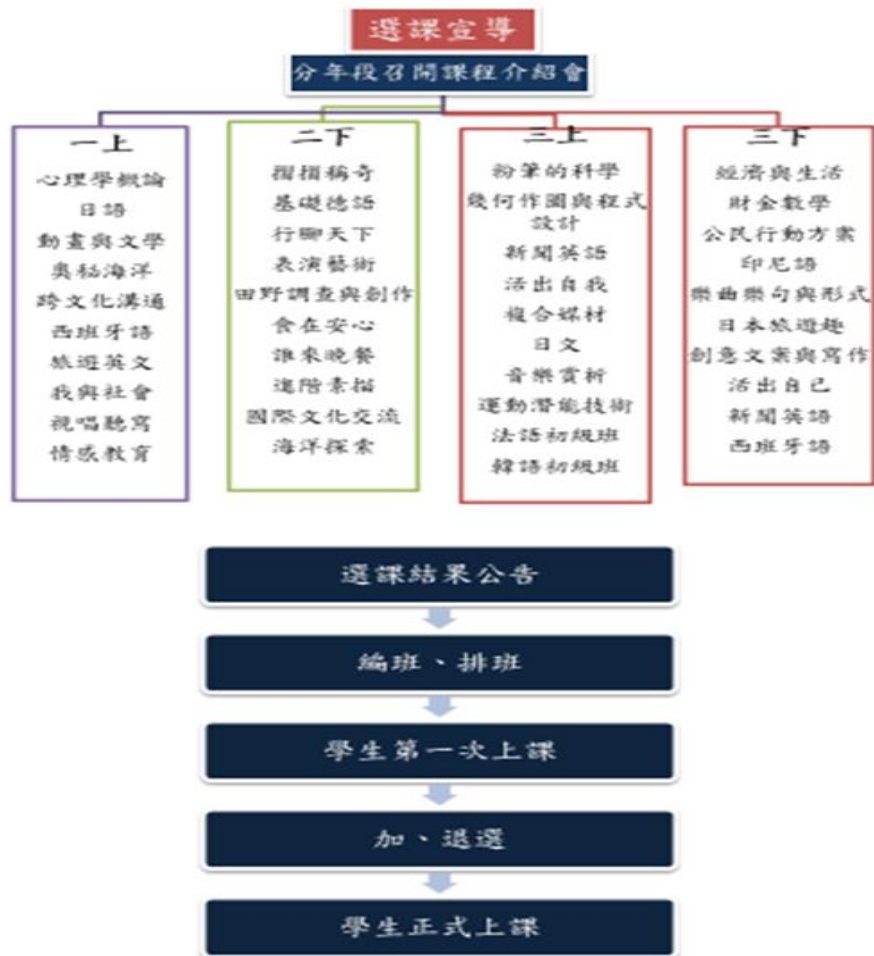 選課宣導
分年段召開課程介紹會
一上
心理學概論
日語
動畫與文學
奧秘海洋
跨文化溝通
西班牙語
旅遊英文
我與社會
視唱聽寫
情感教育
二下
摺摺稱奇
基礎德語
行聊天下
表演藝術
田野調查與創作
食在安心
誰來晚餐
進階素描
國際文化交流
海洋探索
三上
粉筆的科學
幾何作圖與程式
設計
新聞英語
活出自我
複合媒材
日文
音樂賞析
運動潛能技術
法語初級班
韓語初級班
三下
經濟與生活
財金數學
公民行動方案
印尼語
樂曲樂句與形式
日本旅遊趣
創意文案與寫作
活出自己
新聞英語
西班牙語
選課結果公告
編班、排班
學生第一次上課
加、退選
學生正式上課